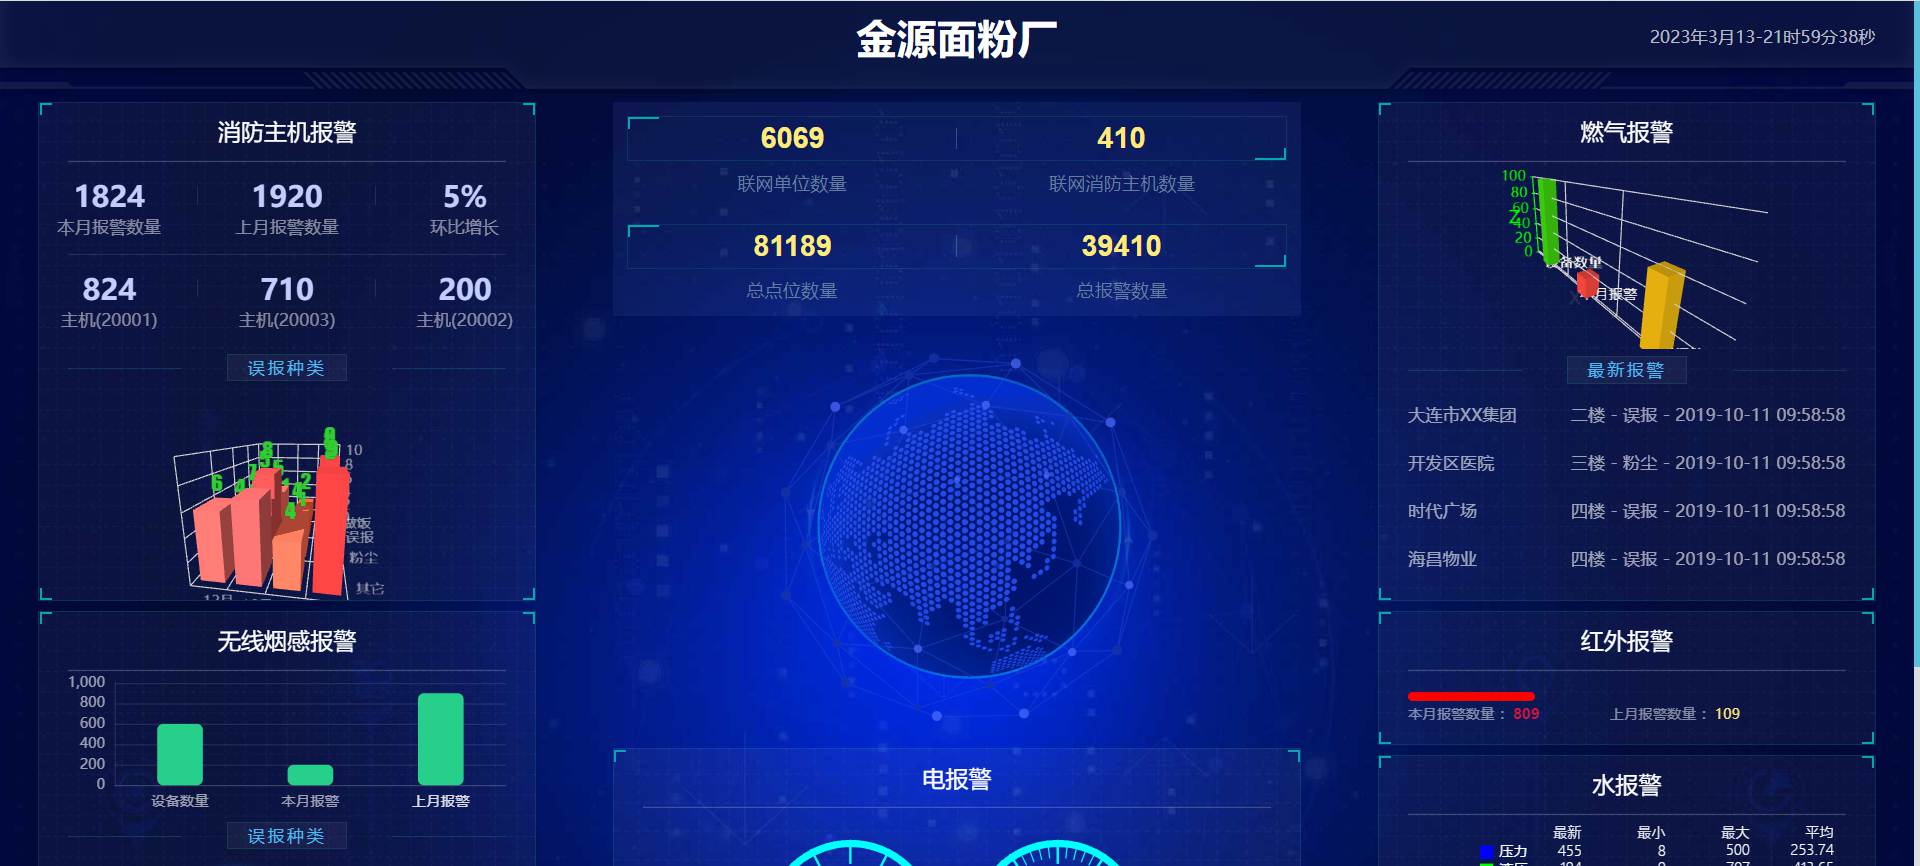 金源面粉厂
2023年3月13-21时59分38秒
消防主机报警
1824 1920 5%
本月报警数量 上月报警数量 环比增长
824 710 200
主机(20001) 主机(20003) 主机(20002)
误报种类
8
9
6 5 2
4 4
10
8
做饭
误报
粉尘
其它
12月
无线烟感报警
1,000
800
600
400
200
0
设备数量 本月报警 上月报警
误报种类
6069 410
联网单位数量 联网消防主机数量
81189 39410
总点位数量 总报警数量
电报警
燃气报警
100
80
60
Z
40
20
0
设备数量
X
本月报警
最新报警
大连市XX集团 二楼 - 误报 - 2019-10-11 09:58:58
开发区医院 三楼 - 粉尘 - 2019-10-11 09:58:58
时代广场 四楼 - 误报 - 2019-10-11 09:58:58
海昌物业 四楼 - 误报 - 2019-10-11 09:58:58
红外报警
本月报警数量： 809 上月报警数量： 109
水报警
最新 最小 最大 平均
压力 455 8 500 253.74